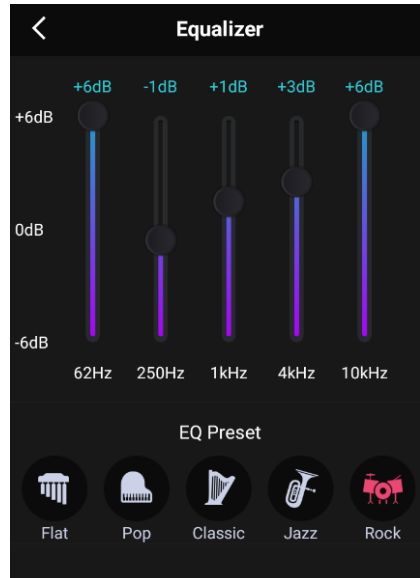 Equalizer
+6dB -1dB +1dB +3dB +6dB
+6dB
0dB
-6dB
62Hz 250Hz 1kHz 4kHz 10kHz
EQ Preset
Flat Pop Classic Jazz Rock